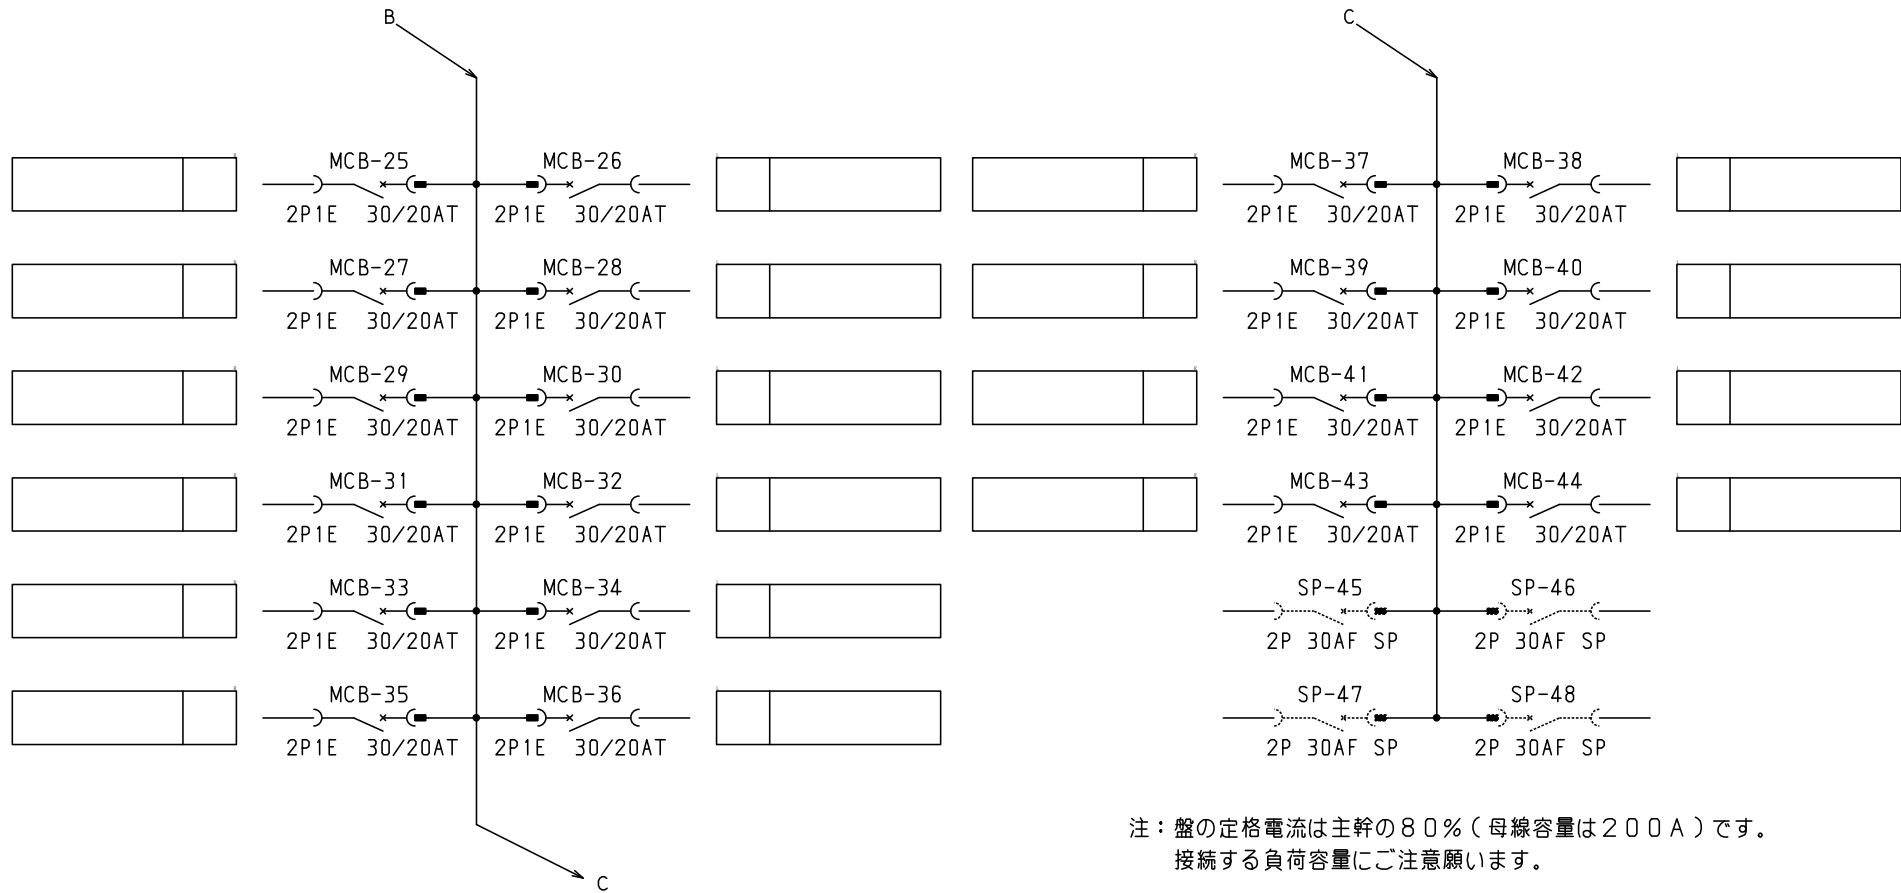 B
MCB-25 MCB-26
2P1E 30/20AT 2P1E 30/20AT
MCB-27 MCB-28
2P1E 30/20AT 2P1E 30/20AT
MCB-29 MCB-30
2P1E 30/20AT 2P1E 30/20AT
MCB-31 MCB-32
2P1E 30/20AT 2P1E 30/20AT
MCB-33 MCB-34
2P1E 30/20AT 2P1E 30/20AT
MCB-35 MCB-36
2P1E 30/20AT 2P1E 30/20AT
C
C
MCB-37 MCB-38
2P1E 30/20AT 2P1E 30/20AT
MCB-39 MCB-40
2P1E 30/20AT 2P1E 30/20AT
MCB-41 MCB-42
2P1E 30/20AT 2P1E 30/20AT
MCB-43 MCB-44
2P1E 30/20AT 2P1E 30/20AT
SP-45 SP-46
2P 30AF SP 2P 30AF SP
SP-47 SP-48
2P 30AF SP 2P 30AF SP
注：盤の定格電流は主幹の８０％（母線容量は２００Ａ）です。
接続する負荷容量にご注意願います。